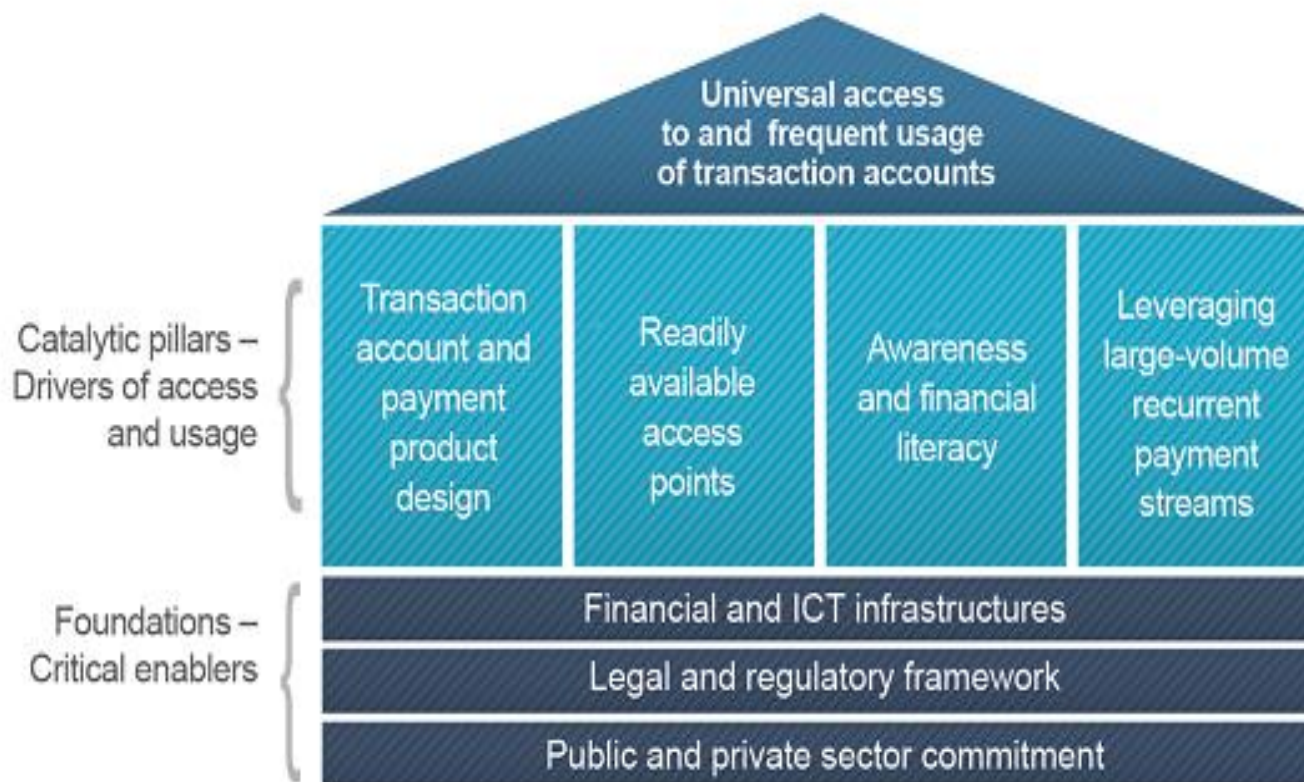 Universal access
to and frequent usage
of transaction accounts
Catalytic pillars –
Drivers of access
and usage
Transaction
account and
payment
product
design
Readily
available
access
points
Awareness
and financial
literacy
Leveraging
large-volume
recurrent
payment
streams
Foundations –
Critical enablers
Financial and ICT infrastructures
Legal and regulatory framework
Public and private sector commitment